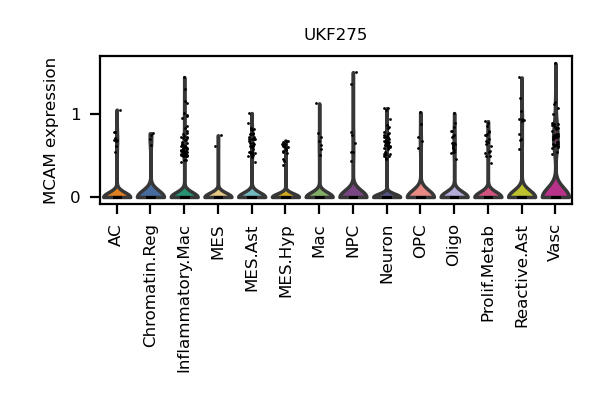 UKF275
MCAM expression
1
0
AC
Chromatin.Reg
Inflammatory.Mac
MES
MES.Ast
MES.Hyp
Mac
NPC
Neuron
OPC
Oligo
Prolif.Metab
Reactive.Ast
Vasc